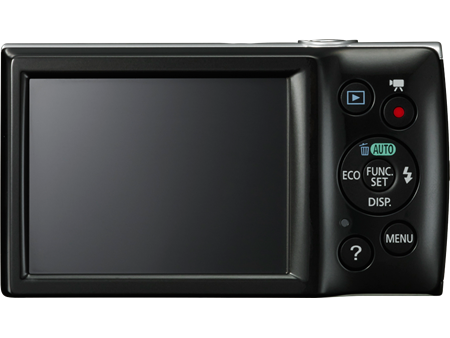 AUTO
ECO
FUNC.
SET
DISP.
MENU
?